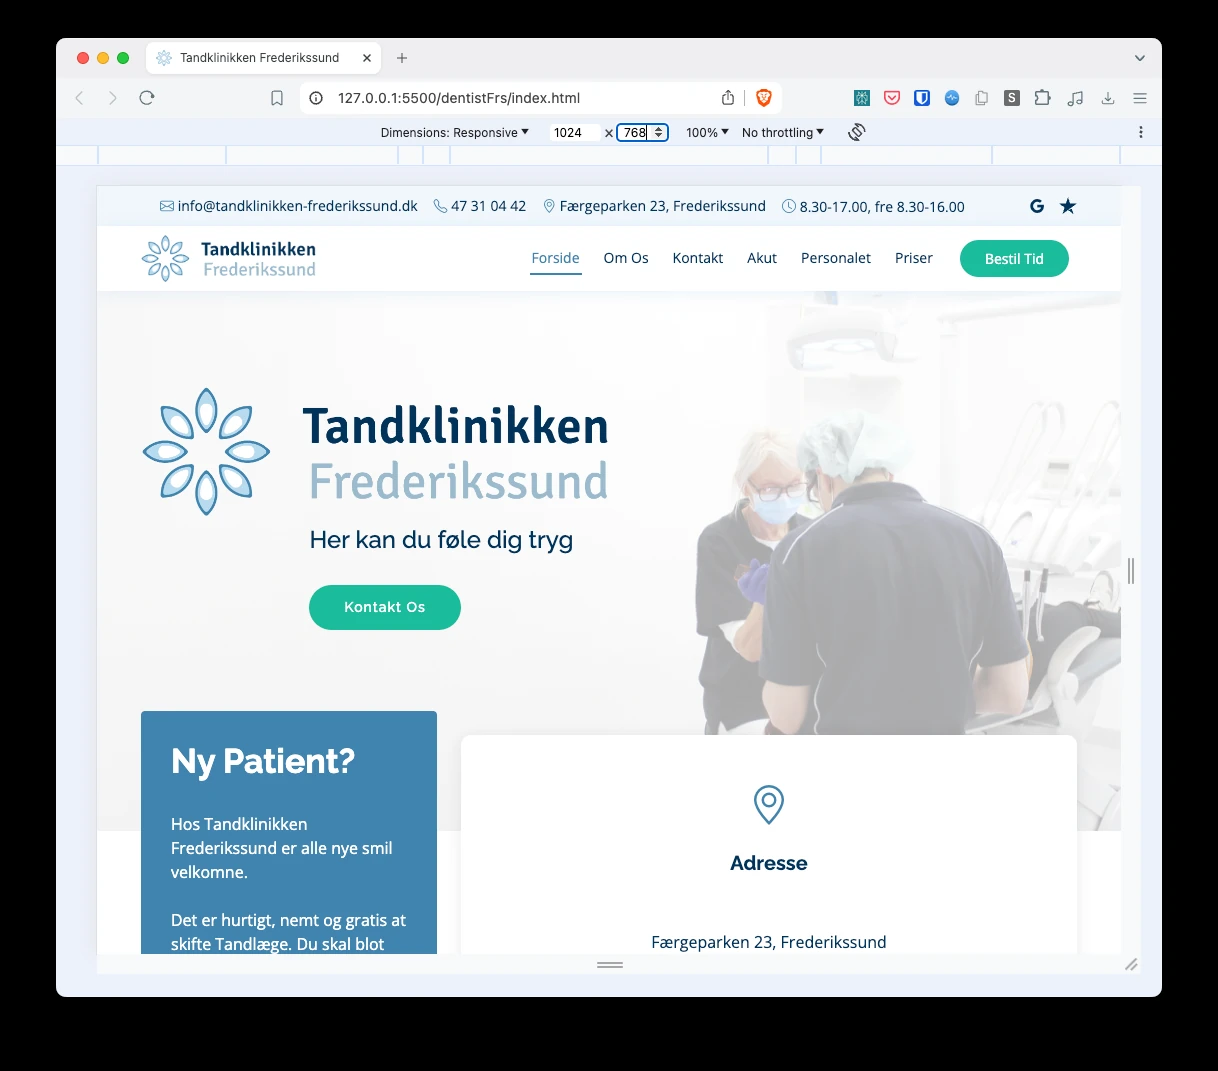 Tandklinikken Frederikssund
127.0.0.1:5500/dentistFrs/index.html
S
Dimensions: Responsive 1024 x 768 100% No throttling
info@tandklinikken-frederikssund.dk 47 31 04 42 Færgeparken 23, Frederikssund 8.30-17.00, fre 8.30-16.00 G
Tandklinikken
Frederikssund
Forside Om Os Kontakt Akut Personalet Priser Bestil Tid
Tandklinikken
Frederikssund
Her kan du føle dig tryg
Kontakt Os
Ny Patient?
Hos Tandklinikken
Frederikssund er alle nye smil
velkomne.
Det er hurtigt, nemt og gratis at
skifte Tandlæge. Du skal blot
Adresse
Færgeparken 23, Frederikssund